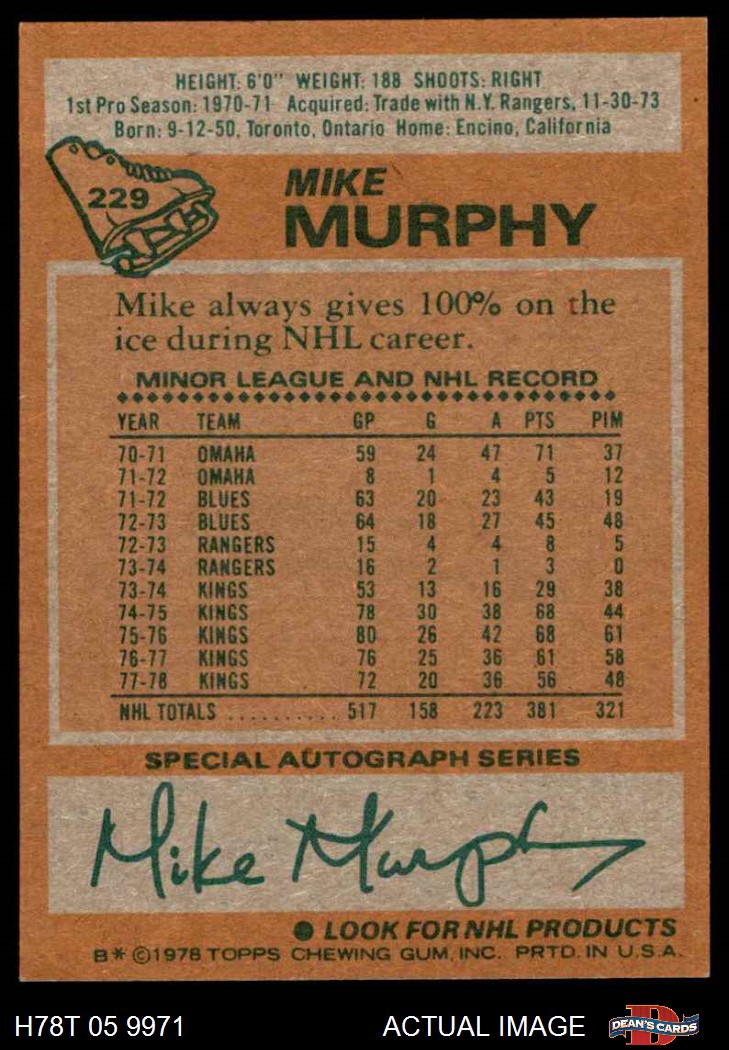 HEIGHT: 6'0" WEIGHT: 188 SHOOTS: RIGHT
1st Pro Season: 1970-71 Acquired: Trade with N.Y. Rangers, 11-30-73
Born: 9-12-50, Toronto, Ontario Home: Encino, California
229
MIKE
MURPHY
Mike always gives 100% on the
ice during NHL career.
MINOR LEAGUE AND NHL RECORD
YEAR TEAM GP G A PTS PIM
70-71 OMAHA 59 24 47 71 37
71-72 OMAHA 8 1 4 5 12
71-72 BLUES 63 20 23 43 19
72-73 BLUES 64 18 27 45 48
72-73 RANGERS 15 4 4 8 5
73-74 RANGERS 16 2 1 3 0
73-74 KINGS 53 13 16 29 38
74-75 KINGS 78 30 38 68 44
75-76 KINGS 80 26 42 68 61
76-77 KINGS 76 25 36 61 58
77-78 KINGS 72 20 36 56 48
NHL TOTALS .......... 517 158 223 381 321
SPECIAL AUTOGRAPH SERIES
Mike Murphy
● LOOK FOR NHL PRODUCTS
B* ©1978 TOPPS CHEWING GUM, INC. PRTD. IN U.S.A.
H78T 05 9971 ACTUAL IMAGE D DEAN'S CARDS